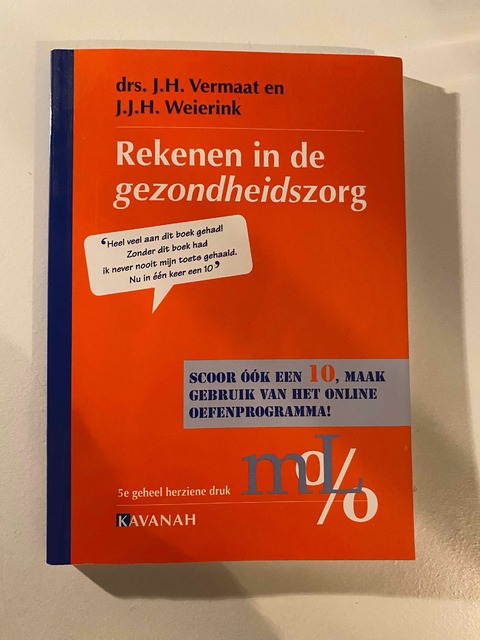 drs. J.H. Vermaat en
J.J.H. Weierink
Rekenen in de
gezondheidszorg
‘Heel veel aan dit boek gehad!
Zonder dit boek had
ik never nooit mijn toets gehaald.
Nu in één keer een 10’
SCOOR ÓÓK EEN 10, MAAK
GEBRUIK VAN HET ONLINE
OEFENPROGRAMMA!
mL
%
5e geheel herziene druk
KAVANAH